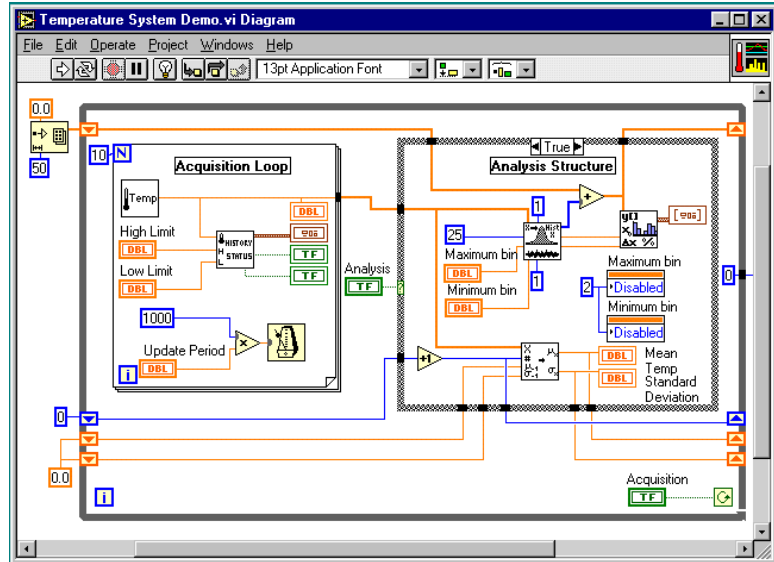 Temperature System Demo.vi Diagram
File Edit Operate Project Windows Help
13pt Application Font
0.0
50
10 N
Acquisition Loop
True
Analysis Structure
Temp
DBL
High Limit
DBL
HISTORY
H STATUS
L
TF
TF
Low Limit
DBL
1000
Update Period
DBL
x
i
Analysis
TF
1
25
Hist
Maximum bin
DBL
Minimum bin
DBL
1
+
y[]
Δx %
Maximum bin
Disabled
2
Minimum bin
Disabled
0
+1
DBL
Mean
DBL
Temp
Standard
Deviation
0
0.0
i
Acquisition
TF